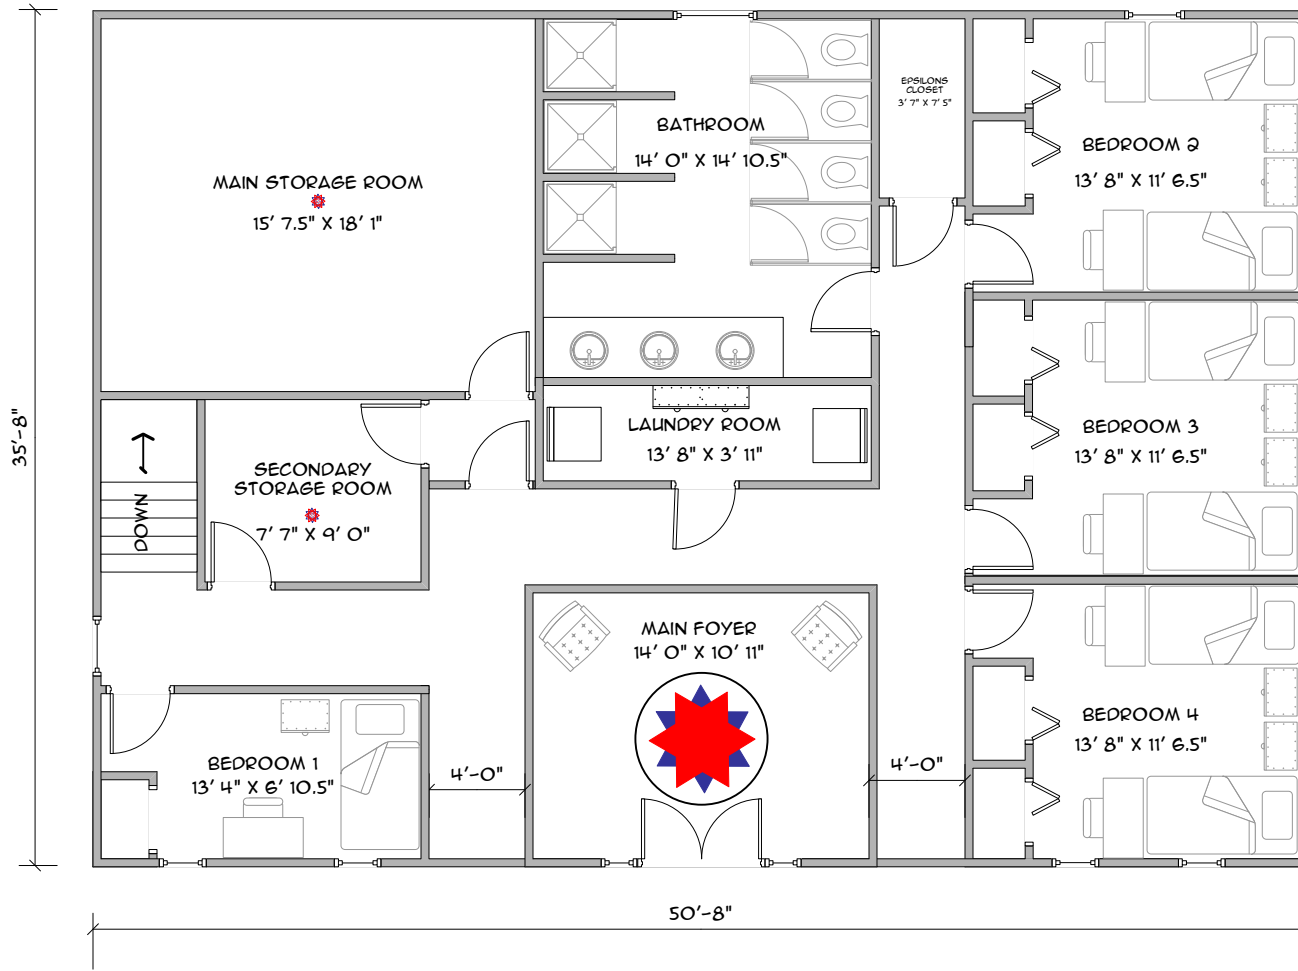 EPSILONS
CLOSET
3' 7" X 7' 5"
BATHROOM
14' 0" X 14' 10.5"
BEDROOM 2
13' 8" X 11' 6.5"
MAIN STORAGE ROOM
15' 7.5" X 18' 1"
35'-8"
LAUNDRY ROOM
13' 8" X 3' 11"
BEDROOM 3
13' 8" X 11' 6.5"
SECONDARY
STORAGE ROOM
7' 7" X 9' 0"
DOWN
MAIN FOYER
14' 0" X 10' 11"
BEDROOM 4
13' 8" X 11' 6.5"
BEDROOM 1
13' 4" X 6' 10.5"
4'-0"
4'-0"
50'-8"